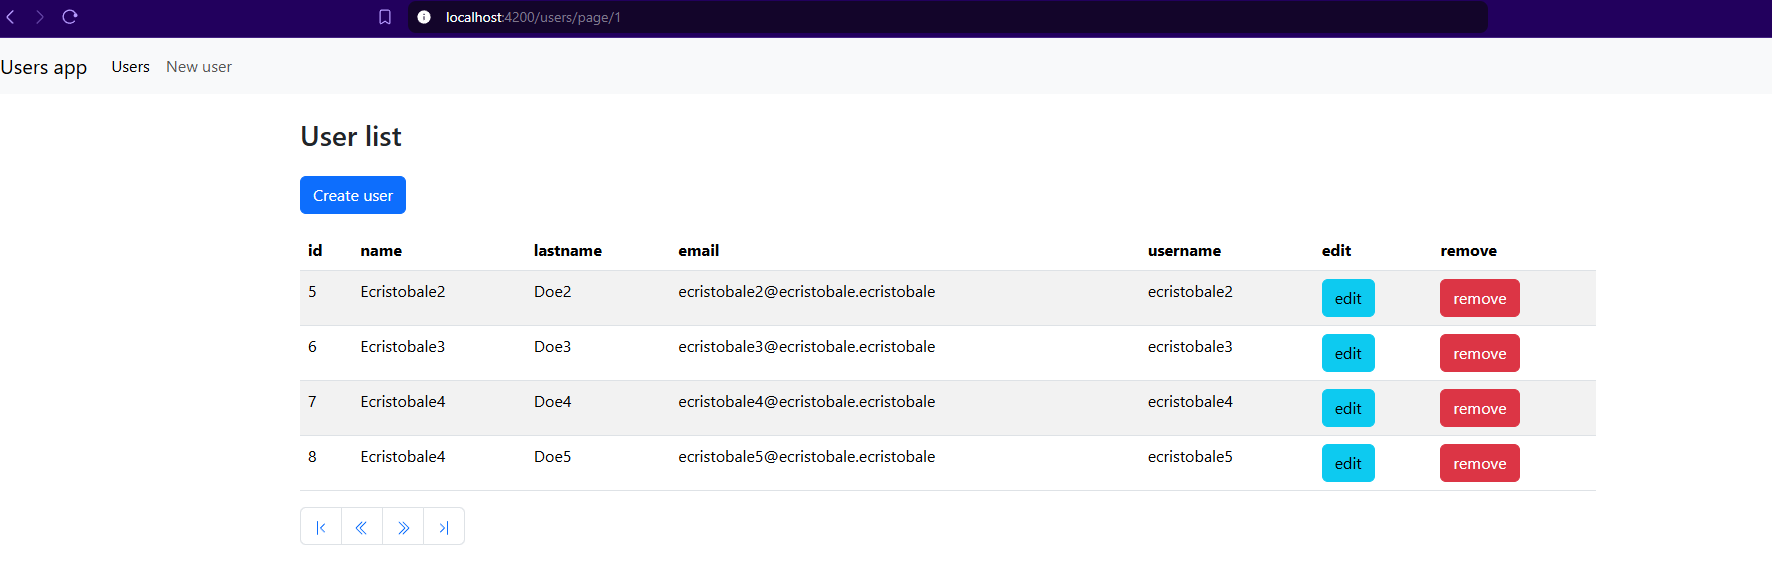 localhost:4200/users/page/1
Users app Users New user
User list
Create user
id name lastname email username edit remove
5 Ecristobale2 Doe2 ecristobale2@ecristobale.ecristobale ecristobale2 edit remove
6 Ecristobale3 Doe3 ecristobale3@ecristobale.ecristobale ecristobale3 edit remove
7 Ecristobale4 Doe4 ecristobale4@ecristobale.ecristobale ecristobale4 edit remove
8 Ecristobale4 Doe5 ecristobale5@ecristobale.ecristobale ecristobale5 edit remove